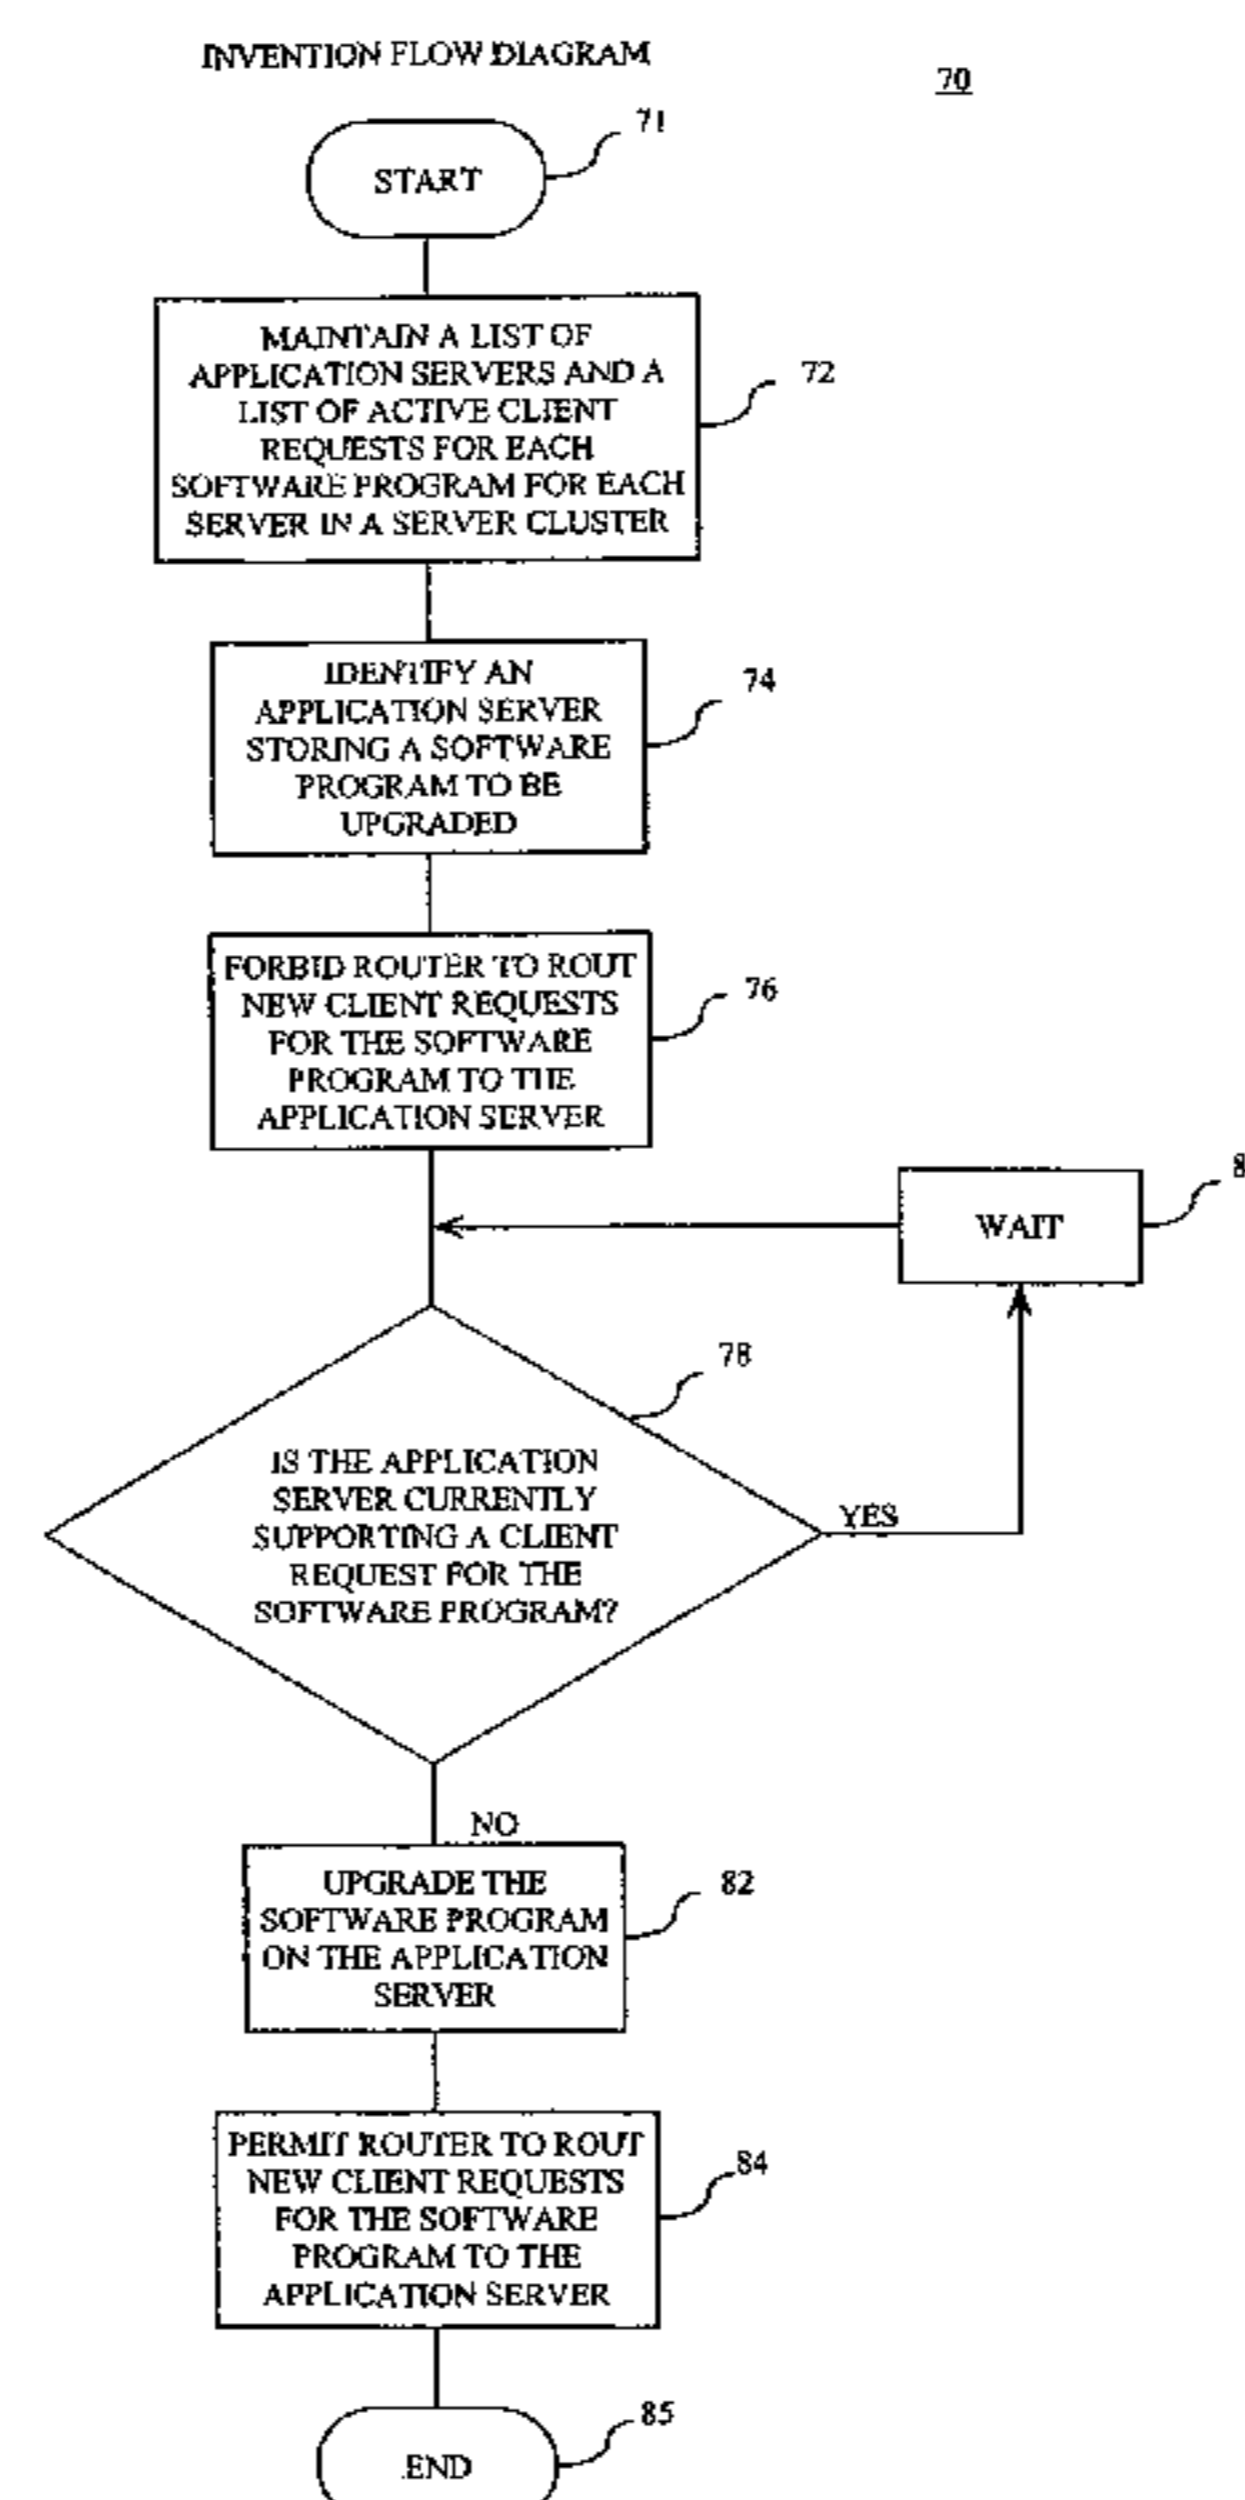 INVENTION FLOW DIAGRAM
70
71
START
MAINTAIN A LIST OF
APPLICATION SERVERS AND A
LIST OF ACTIVE CLIENT
REQUESTS FOR EACH
SOFTWARE PROGRAM FOR EACH
SERVER IN A SERVER CLUSTER
72
IDENTIFY AN
APPLICATION SERVER
STORING A SOFTWARE
PROGRAM TO BE
UPGRADED
74
FORBID ROUTER TO ROUT
NEW CLIENT REQUESTS
FOR THE SOFTWARE
PROGRAM TO THE
APPLICATION SERVER
76
WAIT
78
IS THE APPLICATION
SERVER CURRENTLY
SUPPORTING A CLIENT
REQUEST FOR THE
SOFTWARE PROGRAM?
YES
NO
UPGRADE THE
SOFTWARE PROGRAM
ON THE APPLICATION
SERVER
82
PERMIT ROUTER TO ROUT
NEW CLIENT REQUESTS
FOR THE SOFTWARE
PROGRAM TO THE
APPLICATION SERVER
84
END
85